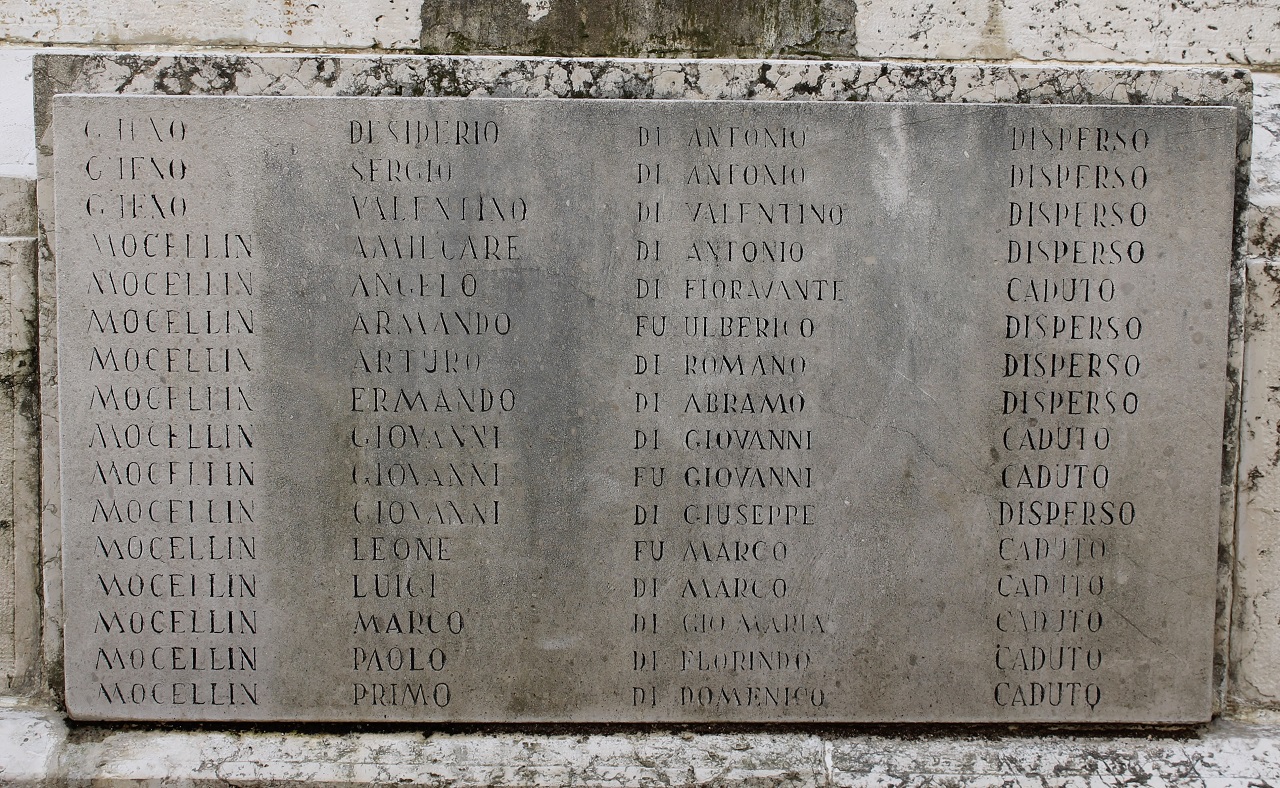 GHENO DESIDERIO DI ANTONIO DISPERSO
GHENO SERGIO DI ANTONIO DISPERSO
GHENO VALENTINO DI VALENTINO DISPERSO
MOCELLIN AMILCARE DI ANTONIO DISPERSO
MOCELLIN ANGELO DI FIORAVANTE CADUTO
MOCELLIN ARMANDO FU ULBERICO DISPERSO
MOCELLIN ARTURO DI ROMANO DISPERSO
MOCELLIN ERMANDO DI ABRAMO DISPERSO
MOCELLIN GIOVANNI DI GIOVANNI CADUTO
MOCELLIN GIOVANNI FU GIOVANNI CADUTO
MOCELLIN GIOVANNI DI GIUSEPPE DISPERSO
MOCELLIN LEONE FU MARCO CADUTO
MOCELLIN LUIGI DI MARCO CADUTO
MOCELLIN MARCO DI GIO MARIA CADUTO
MOCELLIN PAOLO DI FLORINDO CADUTO
MOCELLIN PRIMO DI DOMENICO CADUTO